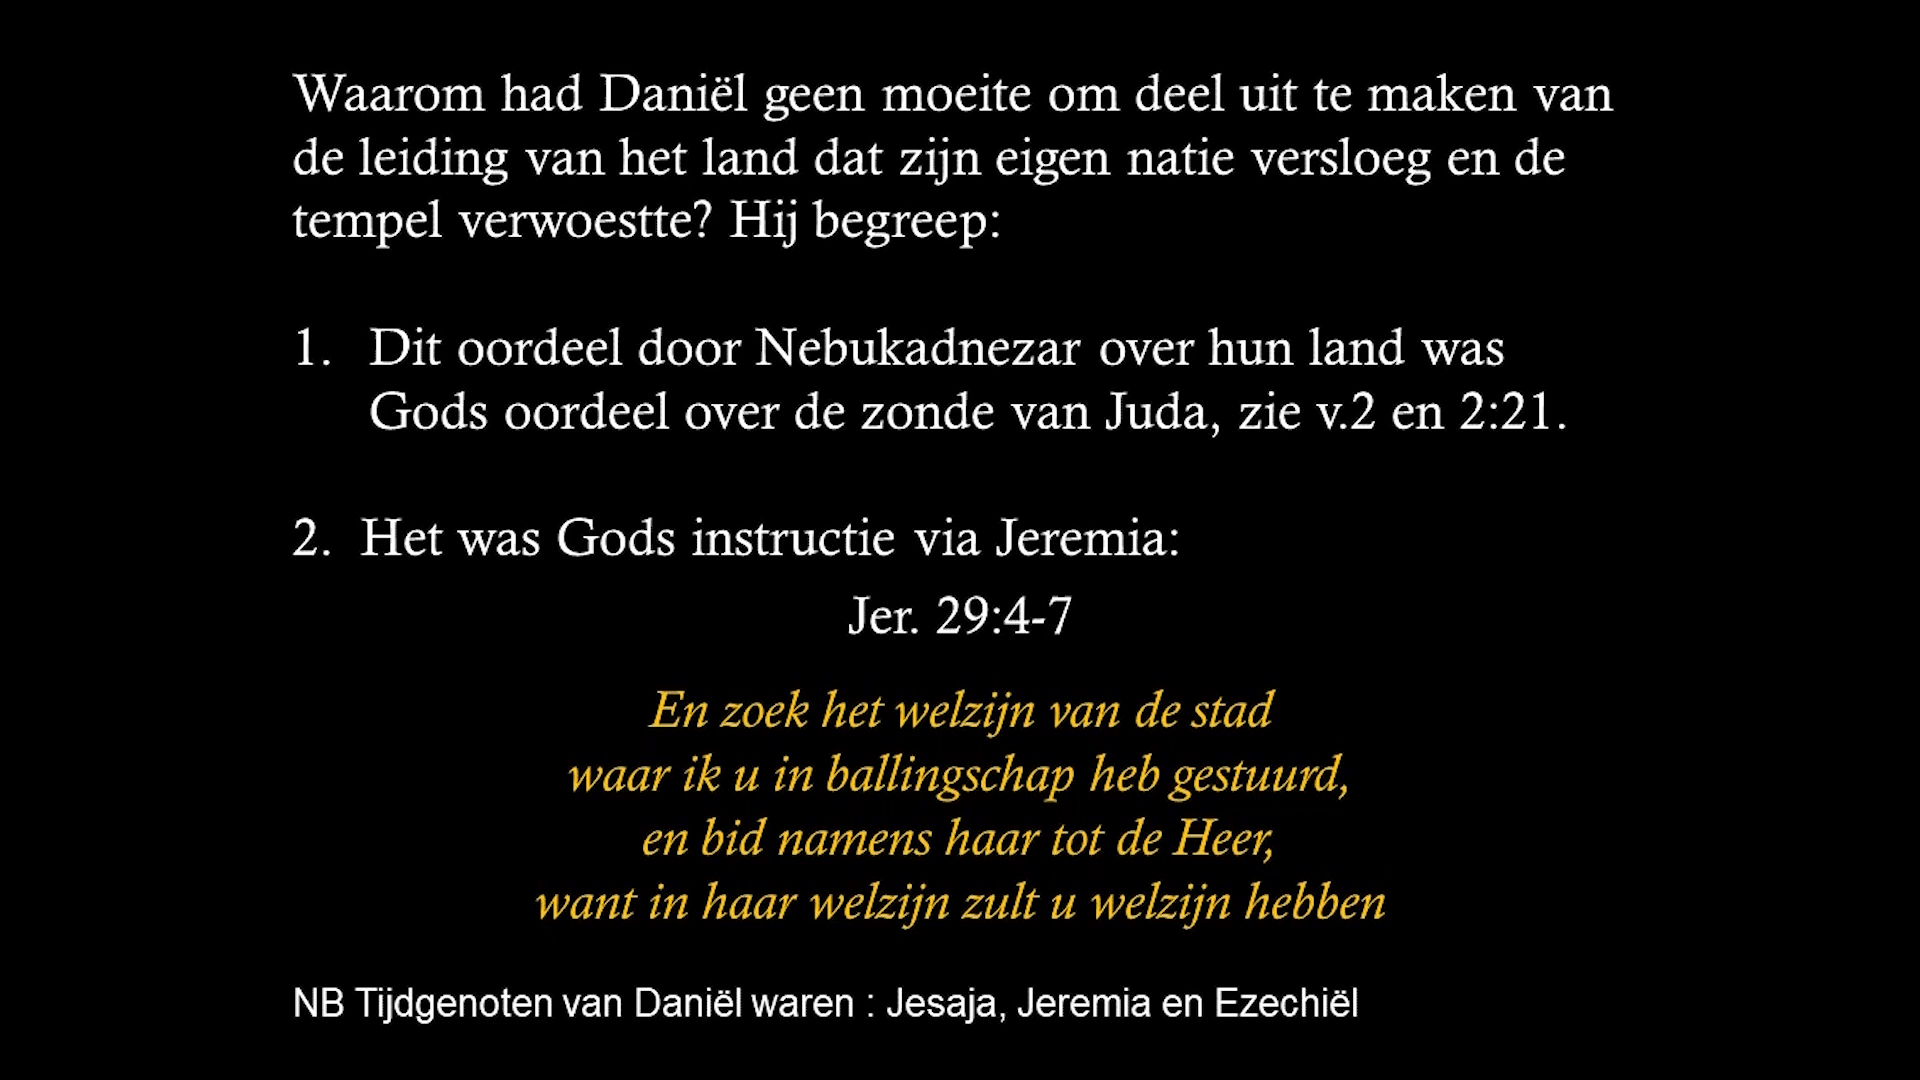 Waarom had Daniël geen moeite om deel uit te maken van
de leiding van het land dat zijn eigen natie versloeg en de
tempel verwoestte? Hij begreep:
1. Dit oordeel door Nebukadnezar over hun land was
Gods oordeel over de zonde van Juda, zie v.2 en 2:21.
2. Het was Gods instructie via Jeremia:
Jer. 29:4-7
En zoek het welzijn van de stad
waar ik u in ballingschap heb gestuurd,
en bid namens haar tot de Heer,
want in haar welzijn zult u welzijn hebben
NB Tijdgenoten van Daniël waren : Jesaja, Jeremia en Ezechiël